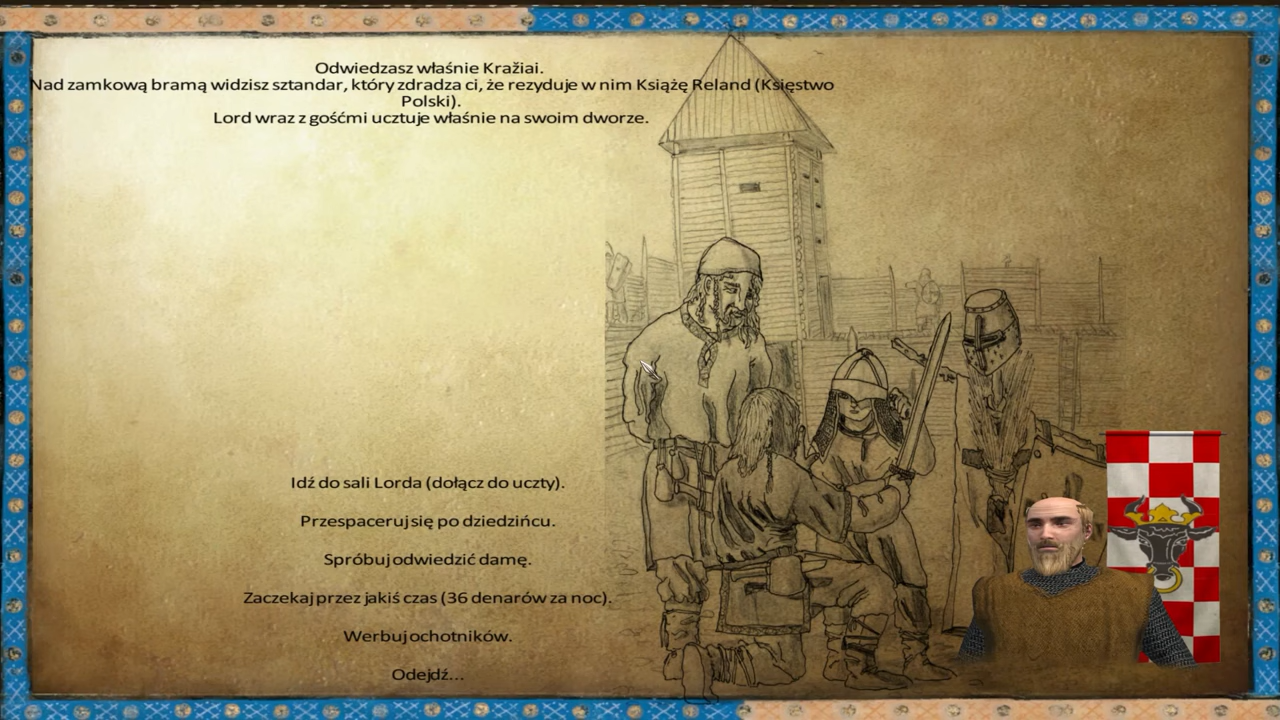 Odwiedzasz właśnie Kražiai.
Nad zamkową bramą widzisz sztandar, który zdradza ci, że rezyduje w nim Książę Reland (Księstwo
Polski).
Lord wraz z gośćmi ucztuje właśnie na swoim dworze.
Idź do sali Lorda (dołącz do uczty).
Przespaceruj się po dziedzińcu.
Spróbuj odwiedzić damę.
Zaczekaj przez jakiś czas (36 denarów za noc).
Werbuj ochotników.
Odejdź...